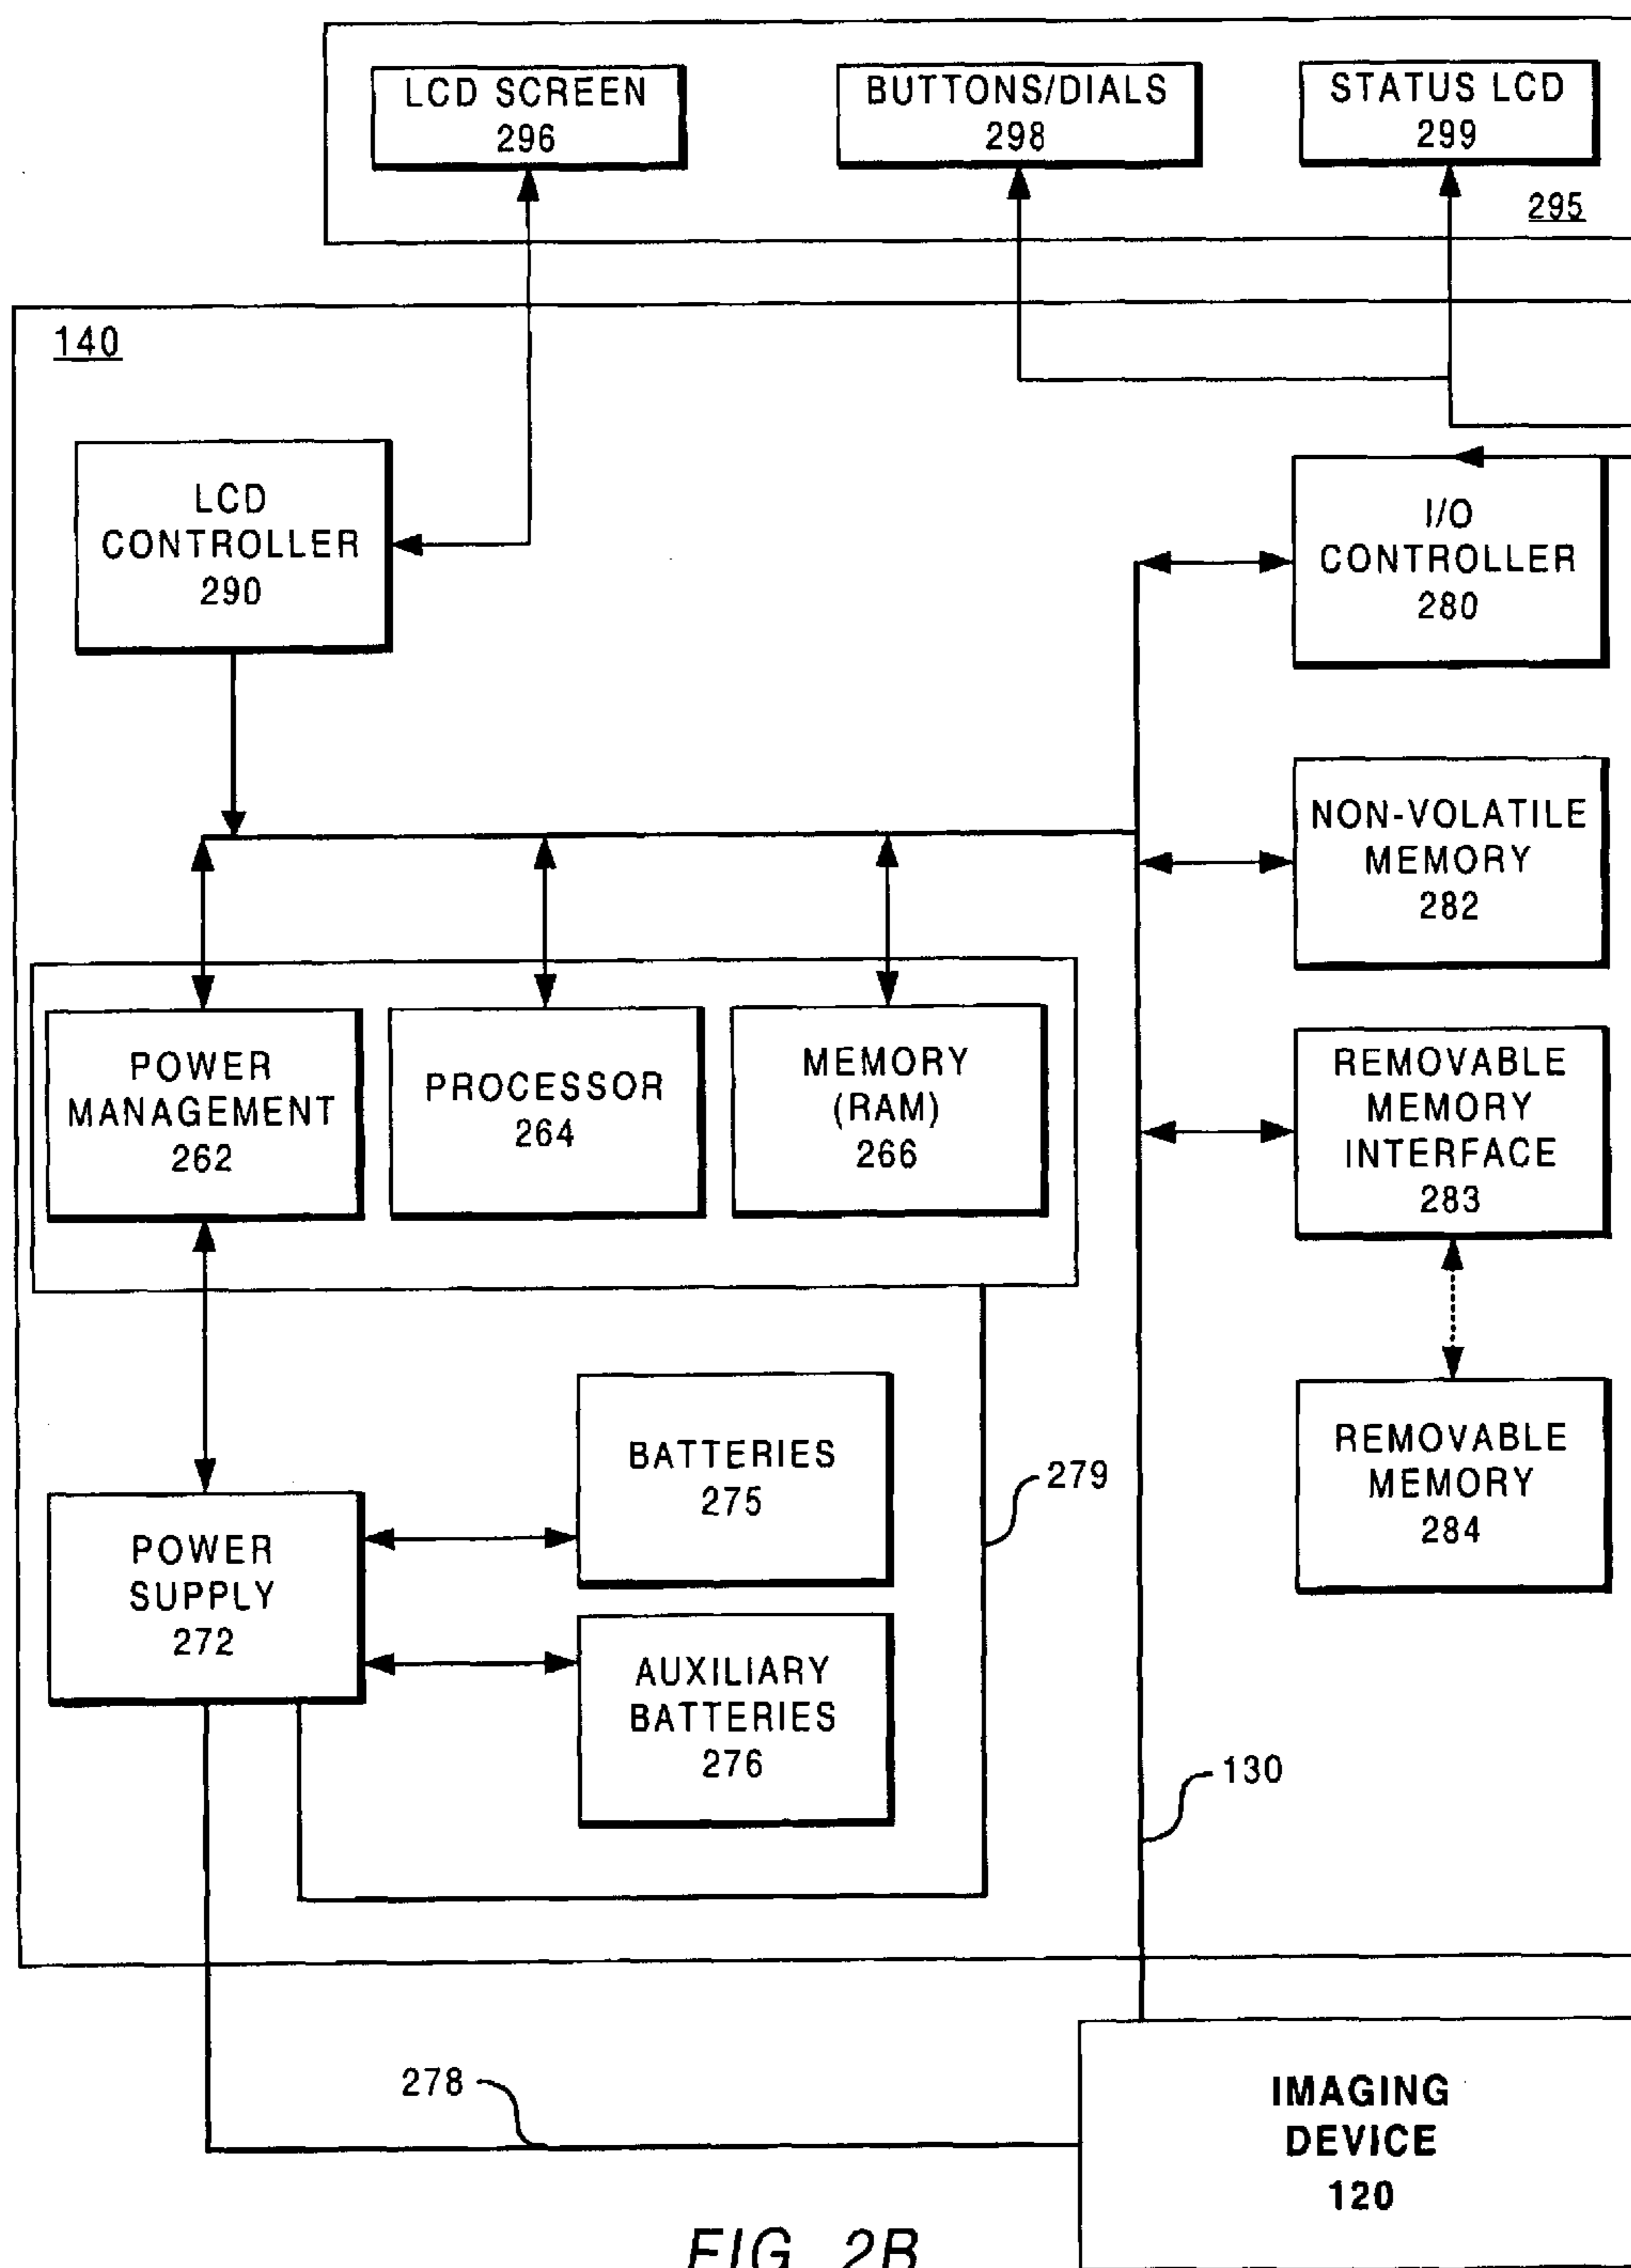 LCD SCREEN
296
BUTTONS/DIALS
298
STATUS LCD
299
295
140
LCD
CONTROLLER
290
I/O
CONTROLLER
280
NON-VOLATILE
MEMORY
282
POWER
MANAGEMENT
262
PROCESSOR
264
MEMORY
(RAM)
266
REMOVABLE
MEMORY
INTERFACE
283
BATTERIES
275
279
REMOVABLE
MEMORY
284
POWER
SUPPLY
272
AUXILIARY
BATTERIES
276
130
278
IMAGING
DEVICE
120
FIG. 2B